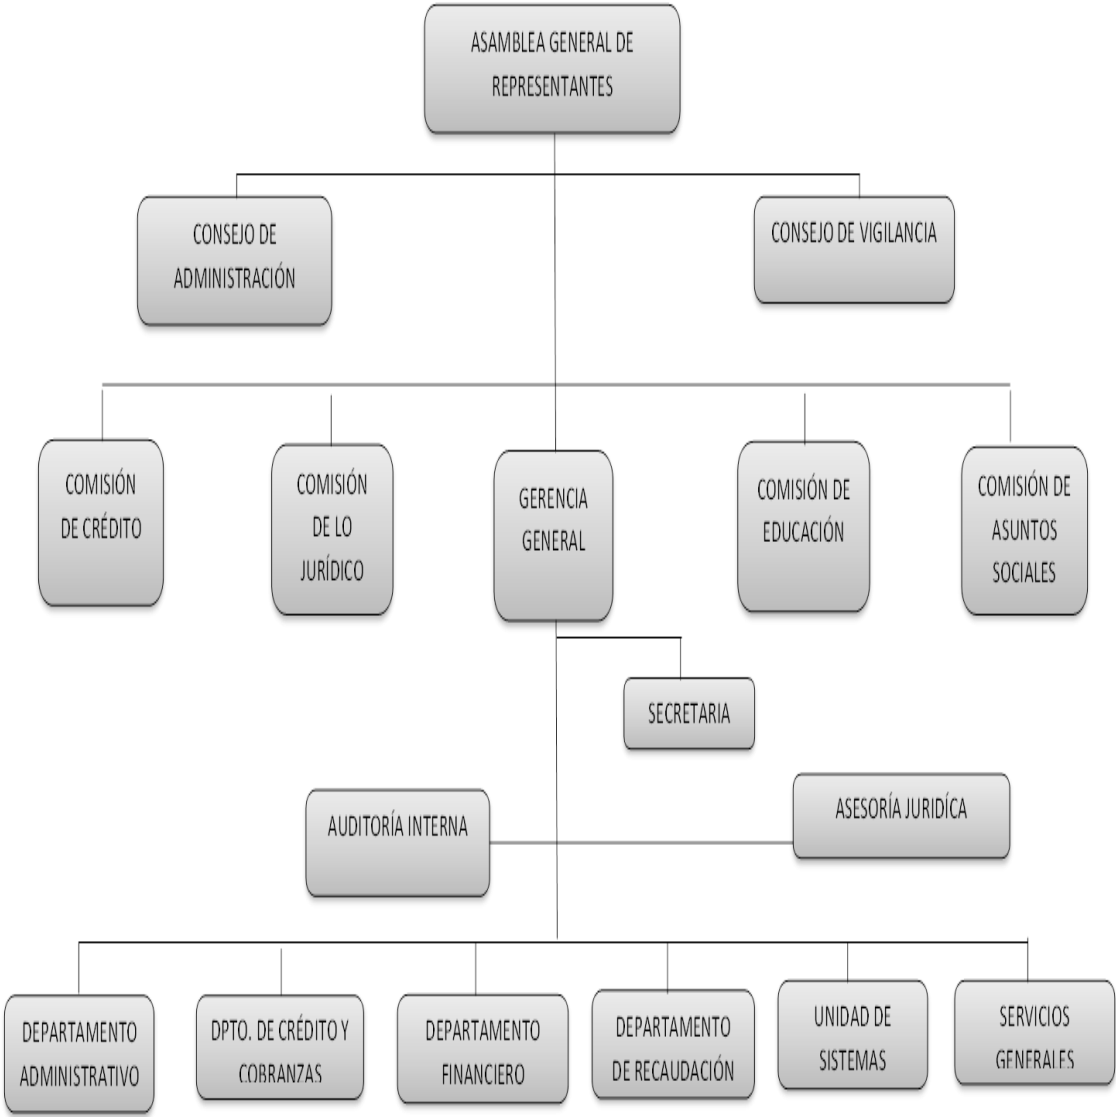 ASAMBLEA GENERAL DE
REPRESENTANTES
CONSEJO DE
ADMINISTRACIÓN
CONSEJO DE VIGILANCIA
COMISIÓN
DE CRÉDITO
COMISIÓN
DE LO
JURÍDICO
GERENCIA
GENERAL
COMISIÓN DE
EDUCACIÓN
COMISIÓN DE
ASUNTOS
SOCIALES
SECRETARIA
AUDITORÍA INTERNA
ASESORÍA JURIDÍCA
DEPARTAMENTO
ADMINISTRATIVO
DPTO. DE CRÉDITO Y
COBRANZAS
DEPARTAMENTO
FINANCIERO
DEPARTAMENTO
DE RECAUDACIÓN
UNIDAD DE
SISTEMAS
SERVICIOS
GENERALES